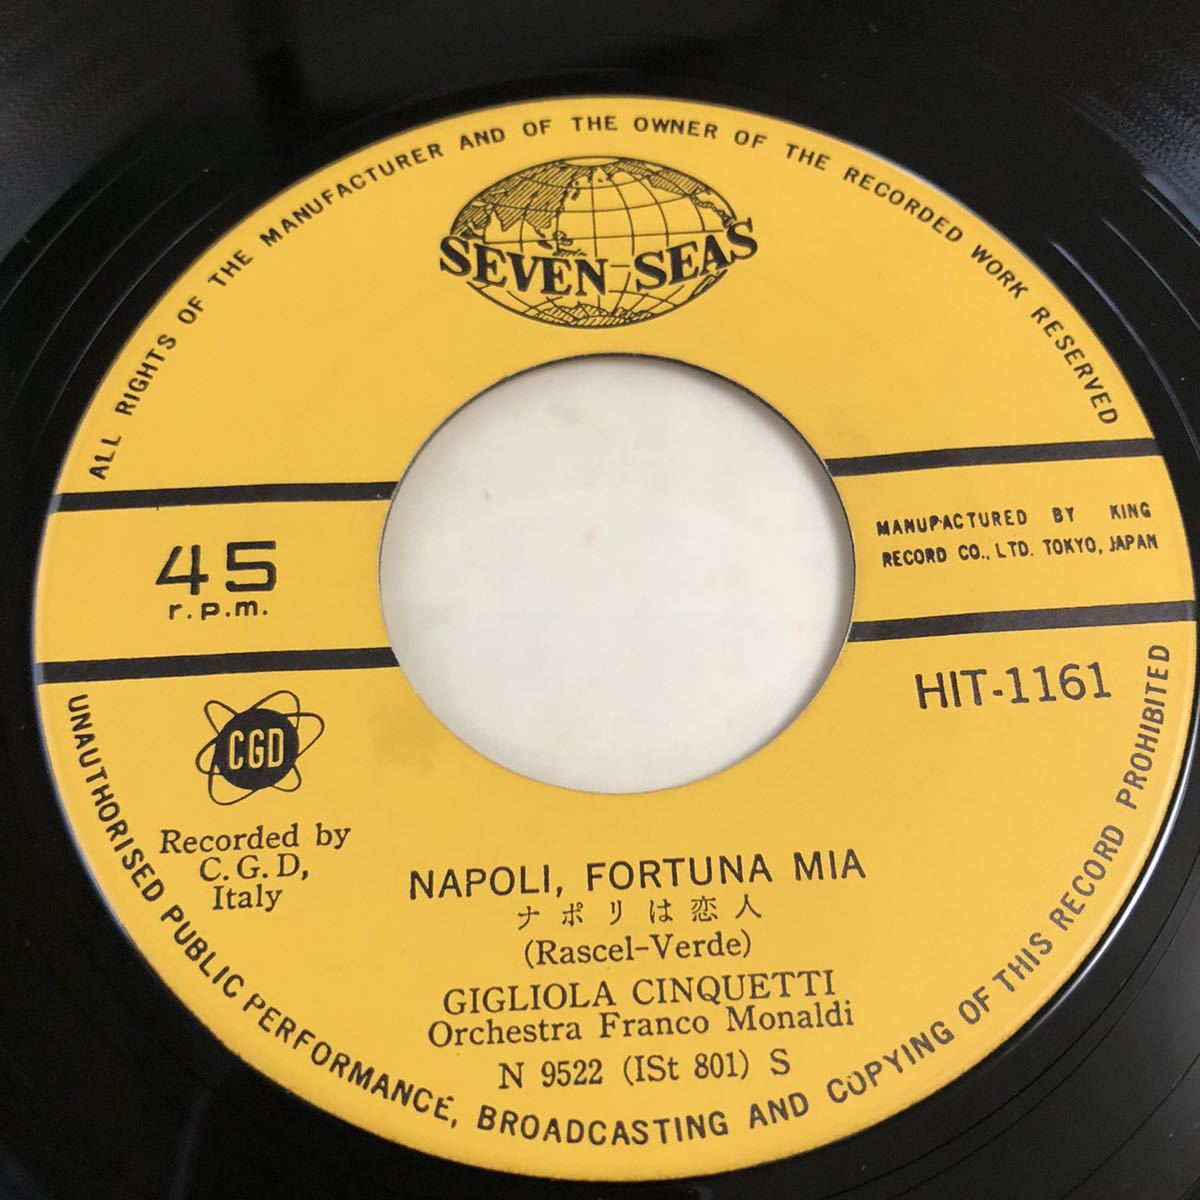 ALL RIGHTS OF THE MANUFACTURER AND OF THE OWNER OF THE RECORDED WORK RESERVED
SEVEN-SEAS
45
r.p.m.
MANUFACTURED BY KING
RECORD CO., LTD. TOKYO, JAPAN
HIT-1161
CGD
Recorded by
C.G.D,
Italy
NAPOLI, FORTUNA MIA
ナポリは恋人
(Rascel-Verde)
GIGLIOLA CINQUETTI
Orchestra Franco Monaldi
N 9522 (ISt 801) S
UNAUTHORISED PUBLIC PERFORMANCE, BROADCASTING AND COPYING OF THIS RECORD PROHIBITED